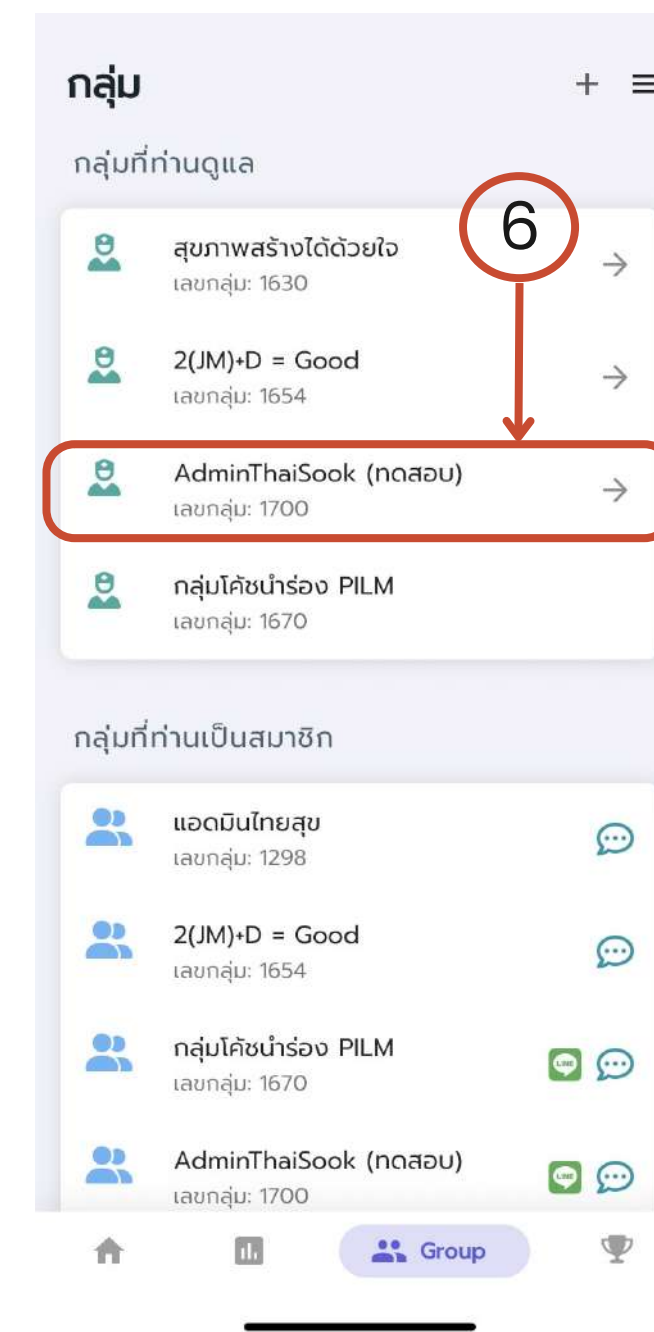 กลุ่ม
กลุ่มที่ท่านดูแล
6
สุขภาพสร้างได้ด้วยใจ
เลขกลุ่ม: 1630
2(JM)+D = Good
เลขกลุ่ม: 1654
AdminThaiSook (ทดสอบ)
เลขกลุ่ม: 1700
กลุ่มโค้ชนำร่อง PILM
เลขกลุ่ม: 1670
กลุ่มที่ท่านเป็นสมาชิก
แอดมินไทยสุข
เลขกลุ่ม: 1298
2(JM)+D = Good
เลขกลุ่ม: 1654
กลุ่มโค้ชนำร่อง PILM
LINE
เลขกลุ่ม: 1670
AdminThaiSook (ทดสอบ)
LINE
เลขกลุ่ม: 1700
Group